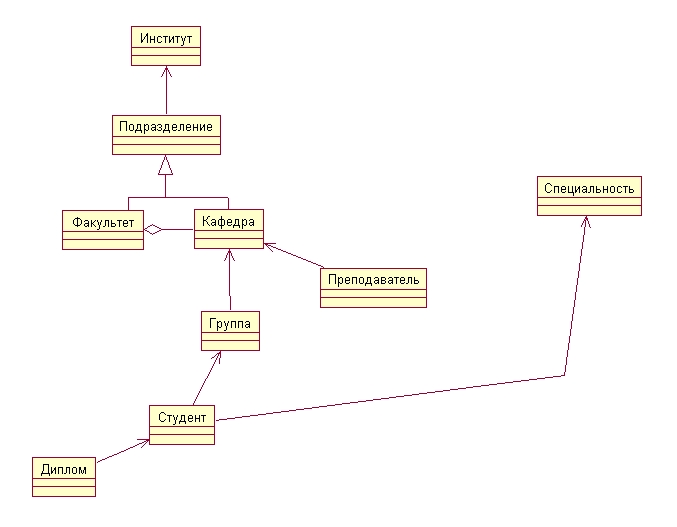 Институт
Подразделение
Специальность
Факультет
Кафедра
Преподаватель
Группа
Студент
Диплом